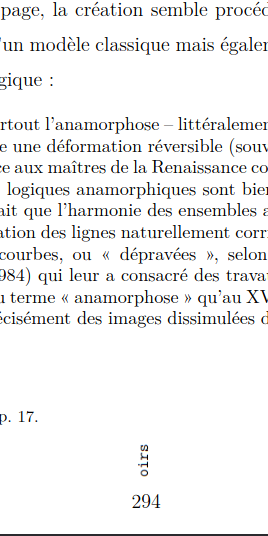 page, la création semble procéd
'un modèle classique mais égalem
gique :
rtout l'anamorphose – littéraleme
e une déformation réversible (souv
ce aux maîtres de la Renaissance co
logiques anamorphiques sont bien
ait que l'harmonie des ensembles a
ation des lignes naturellement corr
courbes, ou « dépravées », selon
984) qui leur a consacré des trava
u terme « anamorphose » qu'au XV
écisément des images dissimulées d
p. 17.
oirs
294